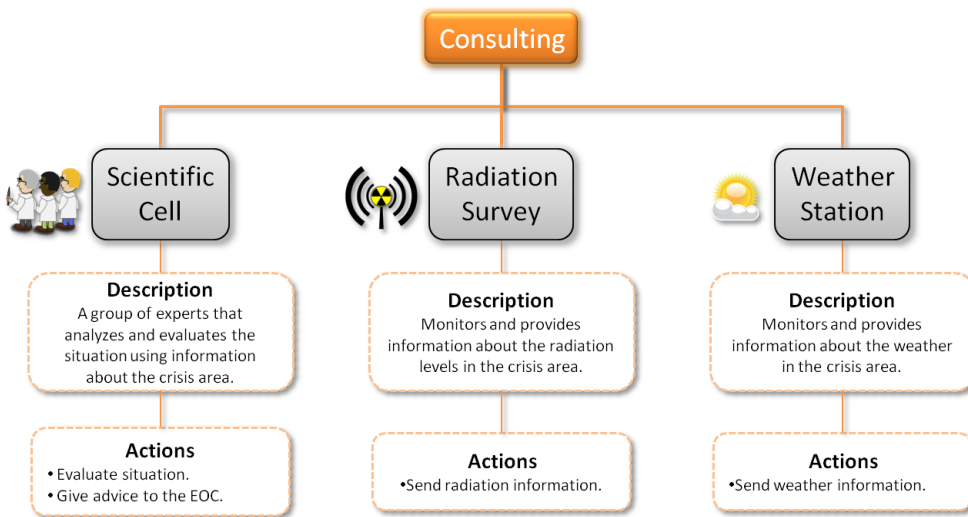 Consulting
Scientific
Cell
Description
A group of experts that
analyzes and evaluates the
situation using information
about the crisis area.
Actions
• Evaluate situation.
• Give advice to the EOC.
Radiation
Survey
Description
Monitors and provides
information about the radiation
levels in the crisis area.
Actions
•Send radiation information.
Weather
Station
Description
Monitors and provides
information about the weather
in the crisis area.
Actions
•Send weather information.